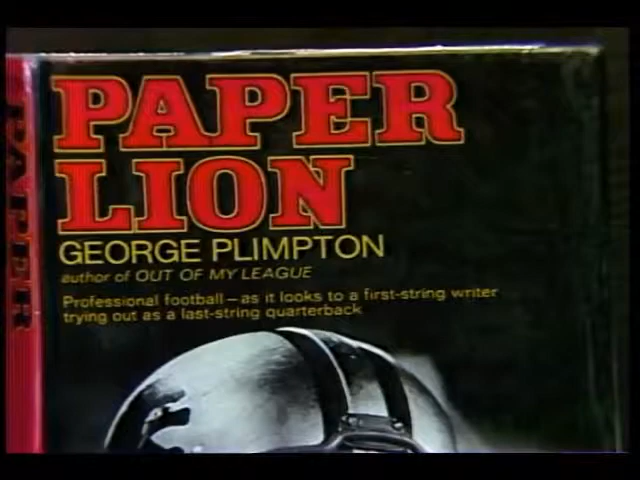 PAPER
LION
GEORGE PLIMPTON
author of OUT OF MY LEAGUE
Professional football—as it looks to a first-string writer
trying out as a last-string quarterback
PAPER